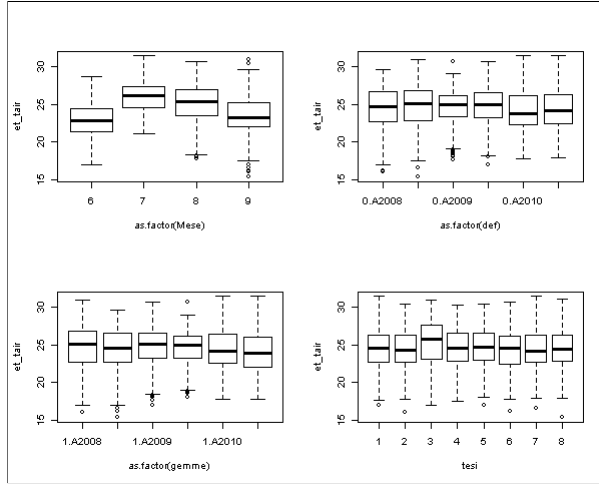 et_tair
15 20 25 30
6 7 8 9
as.factor(Mese)
et_tair
15 20 25 30
0.A2008 0.A2009 0.A2010
as.factor(def)
et_tair
15 20 25 30
1.A2008 1.A2009 1.A2010
as.factor(gemme)
et_tair
15 20 25 30
1 2 3 4 5 6 7 8
tesi